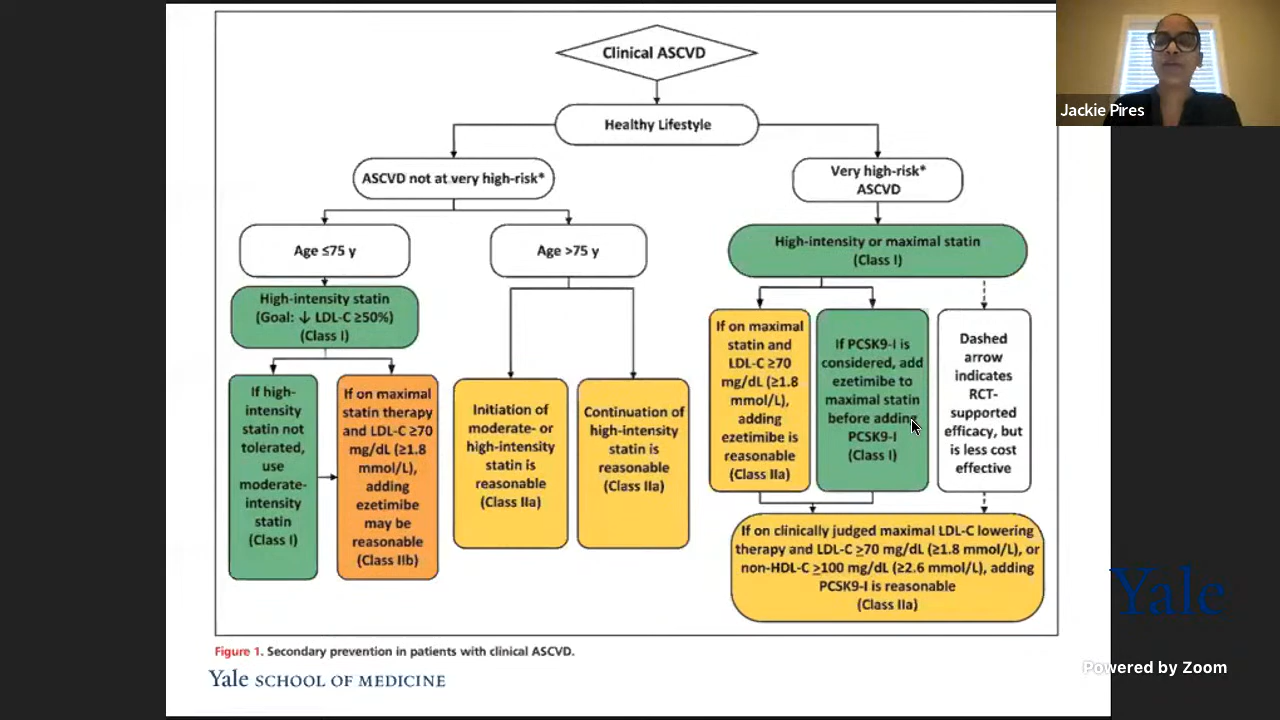 Clinical ASCVD
Healthy Lifestyle
ASCVD not at very high-risk*
Very high-risk*
ASCVD
Age ≤75 y
Age >75 y
High-intensity or maximal statin
(Class I)
High-intensity statin
(Goal: ↓ LDL-C ≥50%)
(Class I)
If high-
intensity
statin not
tolerated,
use
moderate-
intensity
statin
(Class I)
If on maximal
statin therapy
and LDL-C ≥70
mg/dL (≥1.8
mmol/L),
adding
ezetimibe
may be
reasonable
(Class IIb)
Initiation of
moderate- or
high-intensity
statin is
reasonable
(Class IIa)
Continuation of
high-intensity
statin is
reasonable
(Class IIa)
If on maximal
statin and
LDL-C ≥70
mg/dL (≥1.8
mmol/L),
adding
ezetimibe is
reasonable
(Class IIa)
If PCSK9-I is
considered, add
ezetimibe to
maximal statin
before adding
PCSK9-I
(Class I)
Dashed
arrow
indicates
RCT-
supported
efficacy, but
is less cost
effective
If on clinically judged maximal LDL-C lowering
therapy and LDL-C ≥70 mg/dL (≥1.8 mmol/L), or
non-HDL-C ≥100 mg/dL (≥2.6 mmol/L), adding
PCSK9-I is reasonable
(Class IIa)
Figure 1. Secondary prevention in patients with clinical ASCVD.
Yale SCHOOL OF MEDICINE
Jackie Pires
Yale
Powered by Zoom